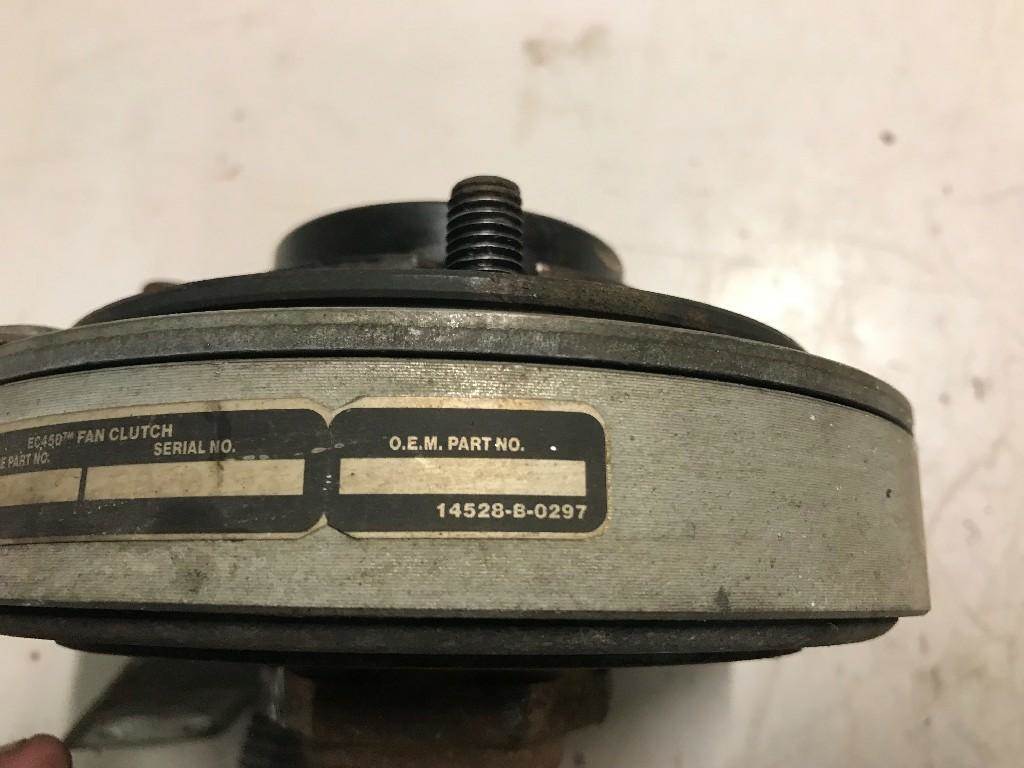 EC450™ FAN CLUTCH
PART NO.
SERIAL NO.
O.E.M. PART NO.
14528-B-0297